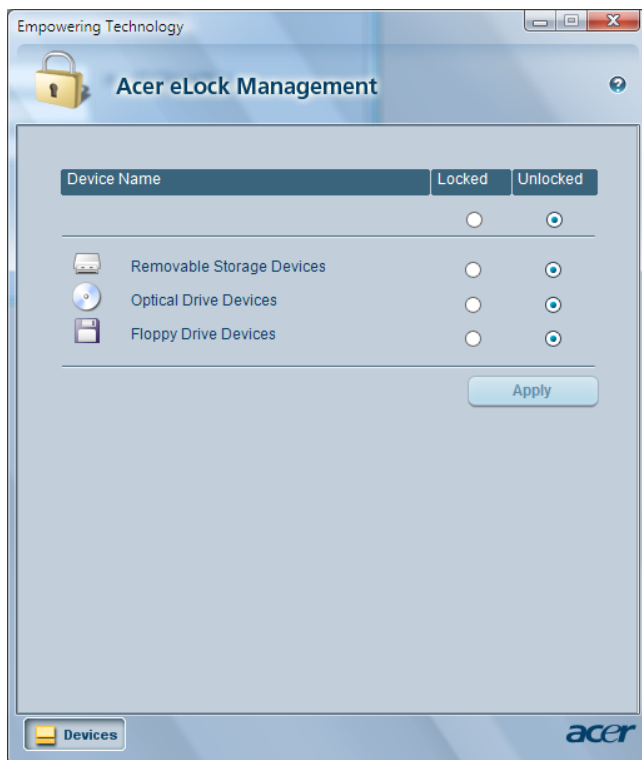 Empowering Technology
Acer eLock Management
Device Name Locked Unlocked
Removable Storage Devices
Optical Drive Devices
Floppy Drive Devices
Apply
Devices
acer